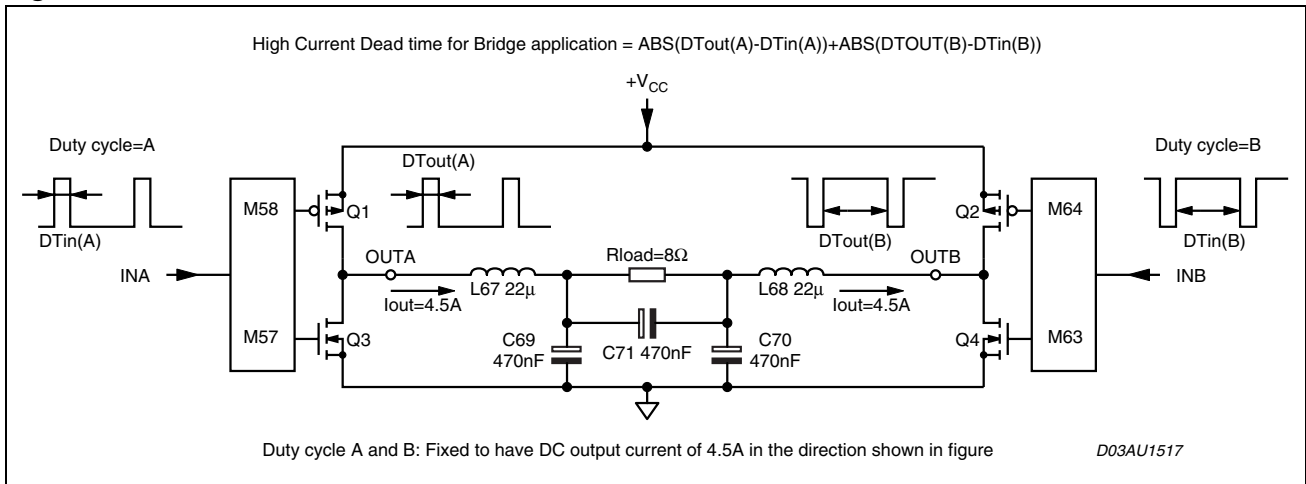 High Current Dead time for Bridge application = ABS(DTout(A)-DTin(A))+ABS(DTOUT(B)-DTin(B))
+VCC
Duty cycle=A
DTout(A)
Duty cycle=B
M58
Q1
Q2
M64
DTin(A)
DTout(B)
DTin(B)
INA
OUTA
Rload=8Ω
OUTB
INB
L67 22μ
L68 22μ
Iout=4.5A
Iout=4.5A
M57
Q3
C69
470nF
C71 470nF
C70
470nF
Q4
M63
Duty cycle A and B: Fixed to have DC output current of 4.5A in the direction shown in figure
D03AU1517